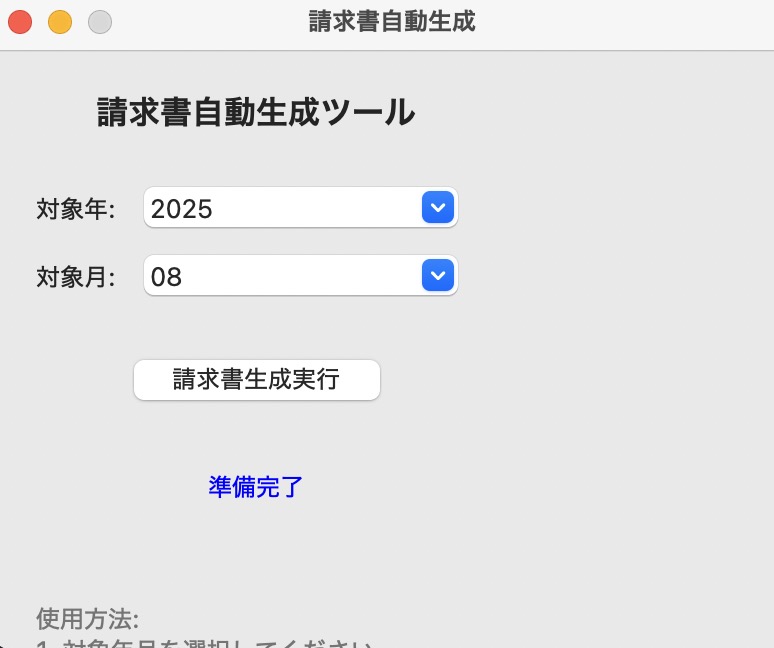 請求書自動生成
請求書自動生成ツール
対象年: 2025
対象月: 08
請求書生成実行
準備完了
使用方法:
1. 対象年月を選択してください